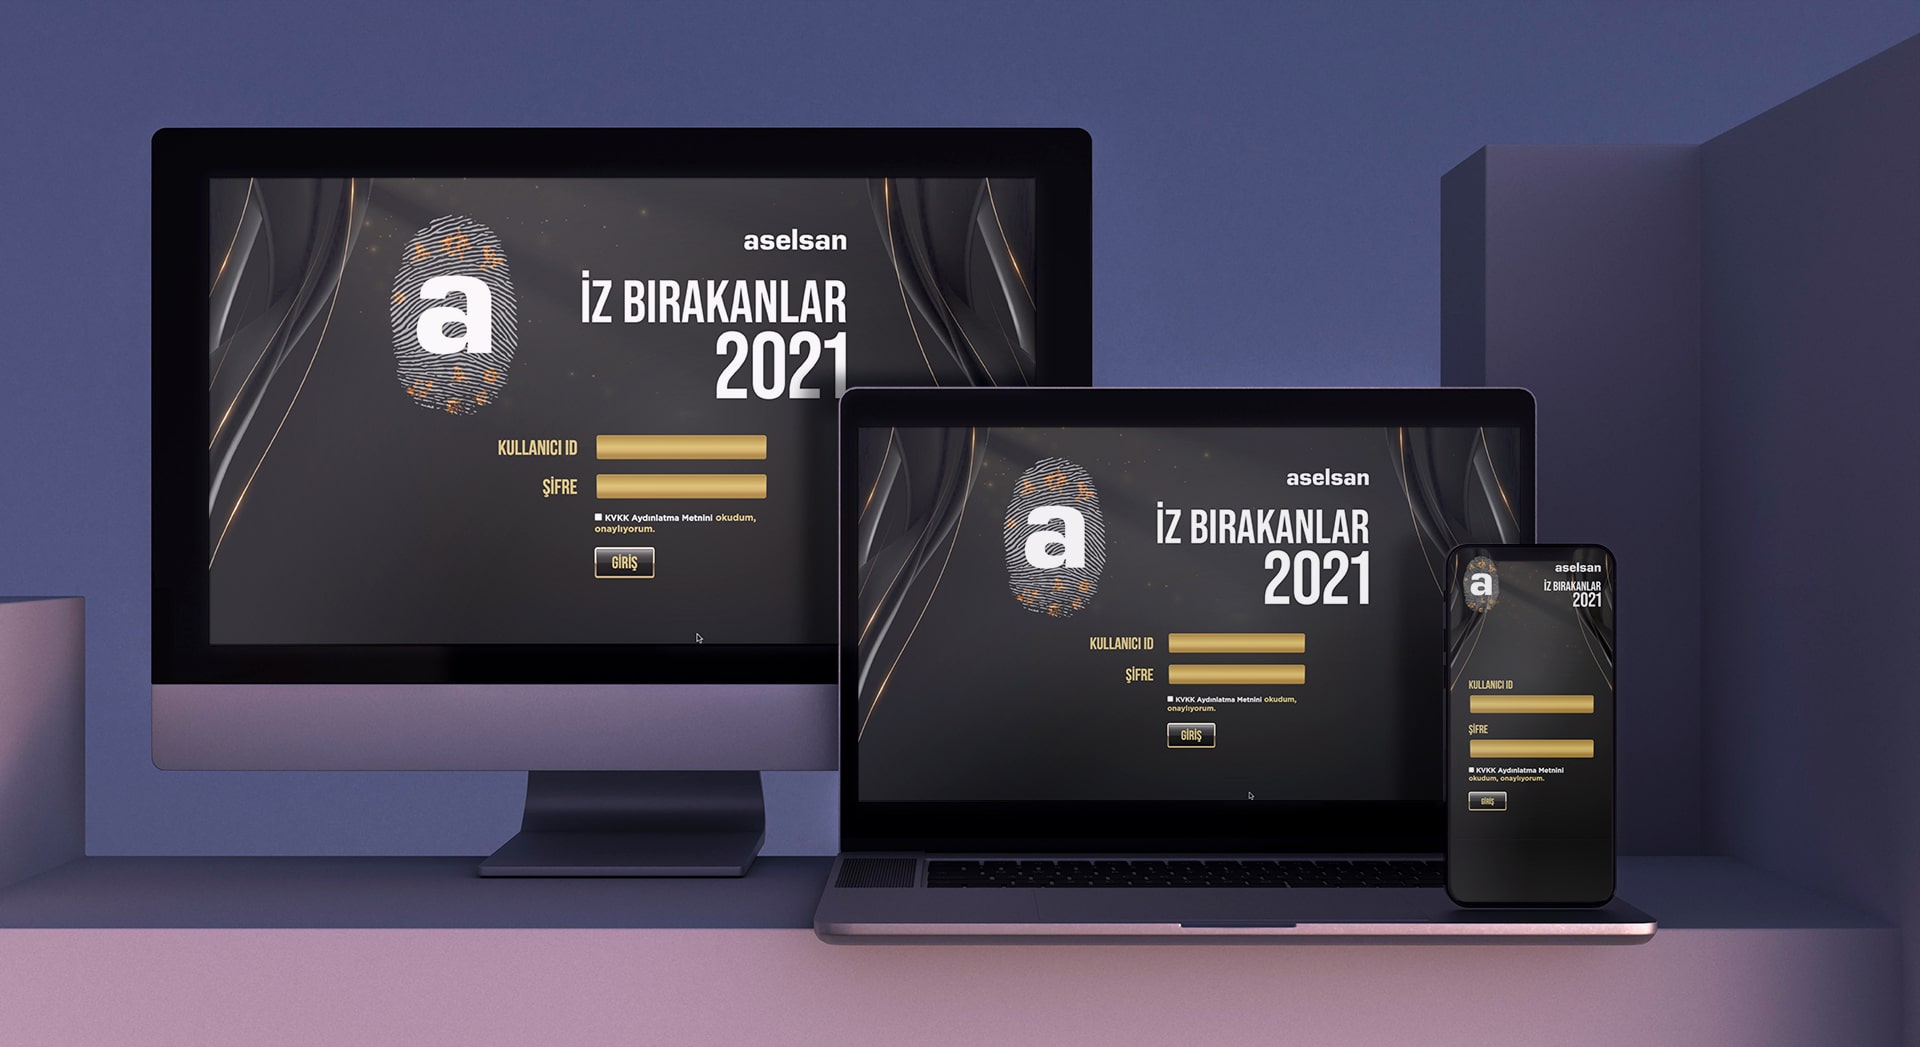 a
aselsan
İZ BIRAKANLAR
2021
KULLANICI ID
ŞİFRE
KVKK Aydınlatma Metnini okudum,
onaylıyorum.
GİRİŞ
a
aselsan
İZ BIRAKANLAR
2021
KULLANICI ID
ŞİFRE
KVKK Aydınlatma Metnini okudum,
onaylıyorum.
GİRİŞ
a
aselsan
İZ BIRAKANLAR
2021
KULLANICI ID
ŞİFRE
KVKK Aydınlatma Metnini
okudum, onaylıyorum.
GİRİŞ